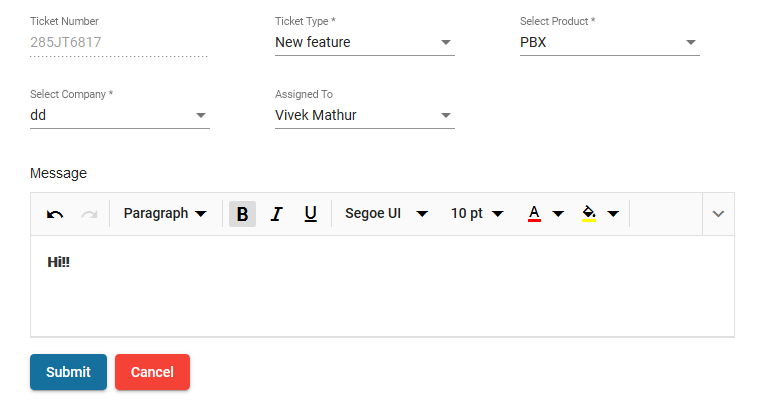 Ticket Number
Ticket Type *
Select Product *
285JT6817
New feature
PBX
Select Company *
Assigned To
dd
Vivek Mathur
Message
Paragraph B I U Segoe UI 10 pt A
Hi!!
Submit Cancel